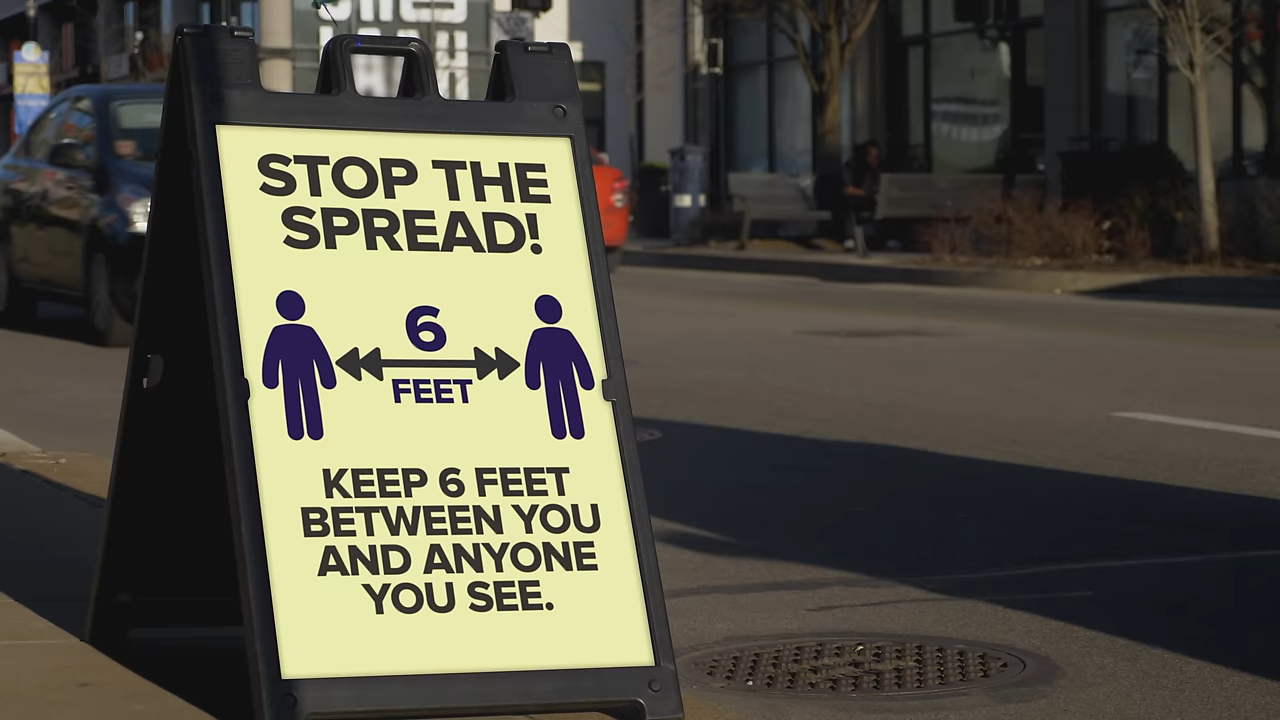 STOP THE
SPREAD!
6
FEET
KEEP 6 FEET
BETWEEN YOU
AND ANYONE
YOU SEE.